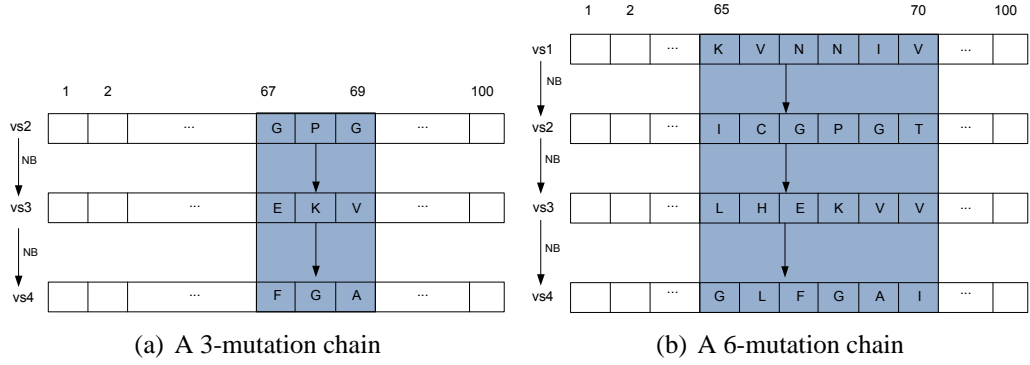 1 2 67 69 100
vs2 ... G P G ...
NB
vs3 ... E K V ...
NB
vs4 ... F G A ...
(a) A 3-mutation chain
1 2 65 70 100
vs1 ... K V N N I V ...
NB
vs2 ... I C G P G T ...
NB
vs3 ... L H E K V V ...
NB
vs4 ... G L F G A I ...
(b) A 6-mutation chain